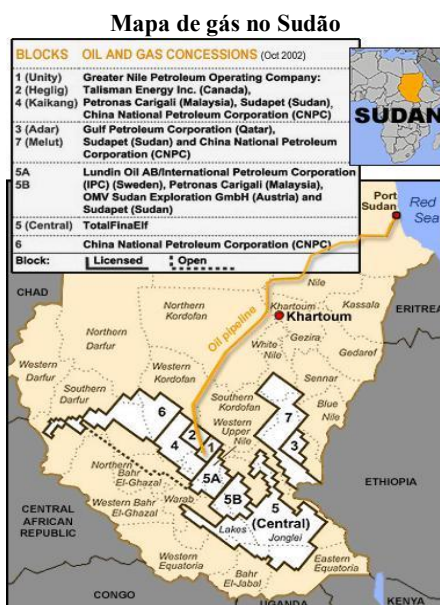 Mapa de gás no Sudão
BLOCKS OIL AND GAS CONCESSIONS (Oct 2002)
1 (Unity) Greater Nile Petroleum Operating Company:
2 (Heglig) Talisman Energy Inc. (Canada),
4 (Kaikang) Petronas Carigali (Malaysia), Sudapet (Sudan),
China National Petroleum Corporation (CNPC)
3 (Adar) Gulf Petroleum Corporation (Qatar),
7 (Melut) Sudapet (Sudan) and China National Petroleum
Corporation (CNPC)
5A Lundin Oil AB/International Petroleum Corporation
5B (IPC) (Sweden), Petronas Carigali (Malaysia),
OMV Sudan Exploration GmbH (Austria) and
Sudapet (Sudan)
5 (Central) TotalFinaElf
6 China National Petroleum Corporation (CNPC)
Block: Licensed Open
SUDAN
Port
Sudan
Red
Sea
CHAD
Nile
Northern
Kordofan
Khartoum
Kassala
Khartoum
ERITREA
Oil pipeline
White
Nile
Gezira
Gedaref
Northern
Darfur
Western
Darfur
Western
Kordofan
Southern
Darfur
Southern
Kordofan
Sennar
Blue
Nile
Western
Upper
Nile
6
2
1
4
7
3
5A
5B
5
(Central)
Northern
Bahr
El-Ghazal
Warab
Western Bahr
El-Ghazal
Lakes
Jonglei
ETHIOPIA
CENTRAL
AFRICAN
REPUBLIC
Western
Equatoria
Bahr
El-Jabal
Eastern
Equatoria
CONGO
UGANDA
KENYA